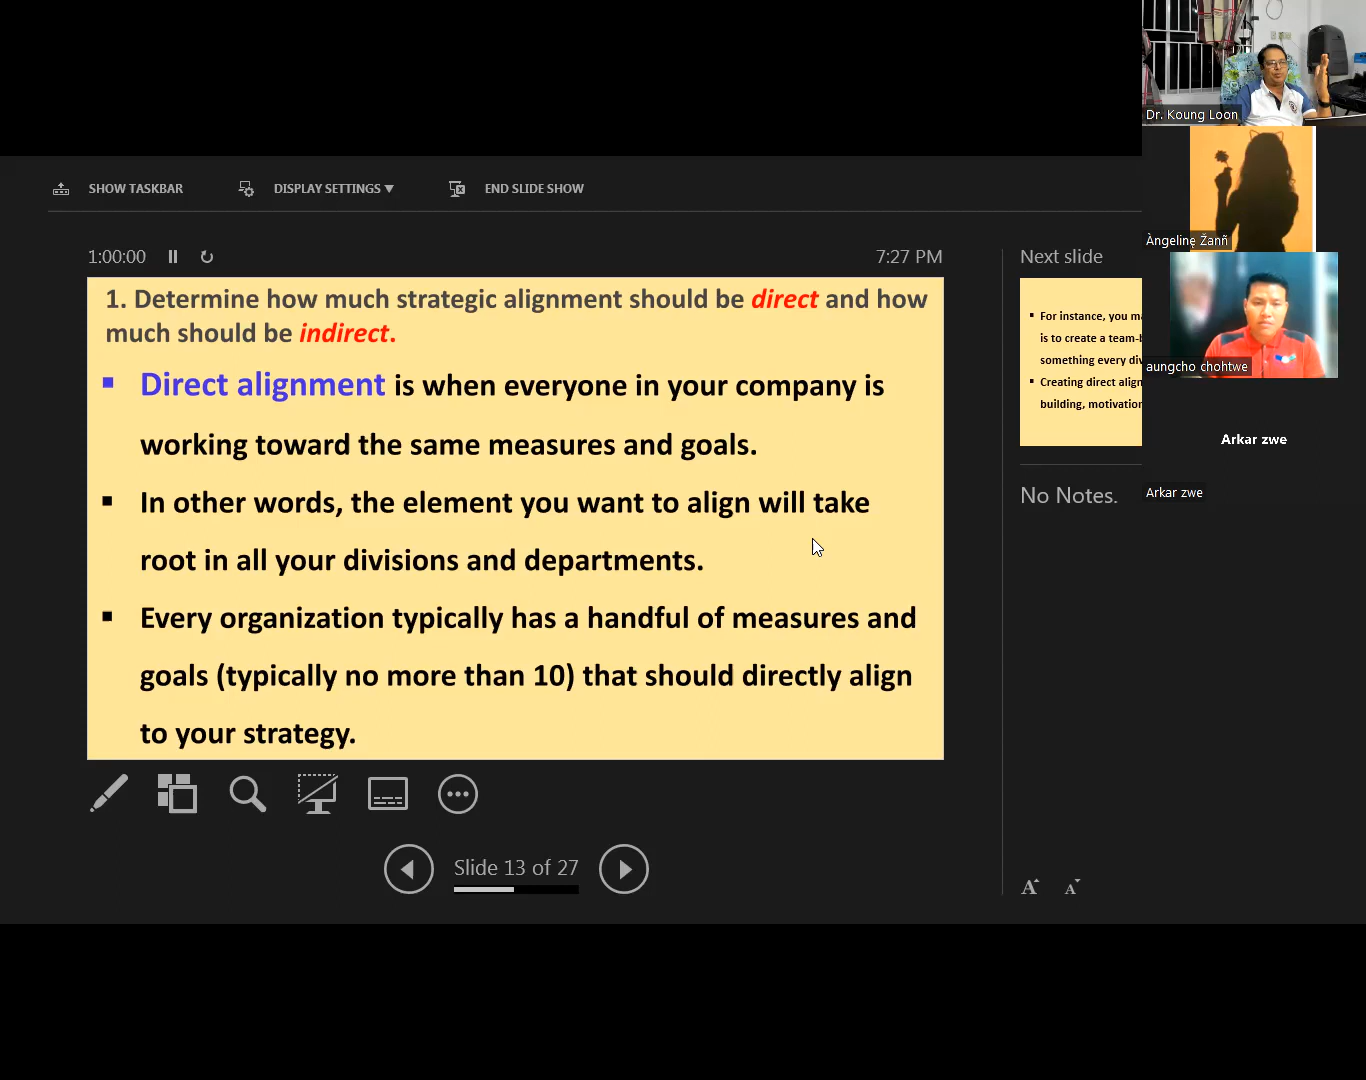 Dr. Koung Loon
SHOW TASKBAR
DISPLAY SETTINGS ▼
END SLIDE SHOW
Àngelinę Žanñ
1:00:00
7:27 PM
Next slide
1. Determine how much strategic alignment should be direct and how
much should be indirect.
▪ Direct alignment is when everyone in your company is
working toward the same measures and goals.
▪ In other words, the element you want to align will take
root in all your divisions and departments.
▪ Every organization typically has a handful of measures and
goals (typically no more than 10) that should directly align
to your strategy.
▪ For instance, you ma
is to create a team-b
something every div
▪ Creating direct align
building, motivation
aungcho chohtwe
Arkar zwe
Arkar zwe
No Notes.
Slide 13 of 27
A A